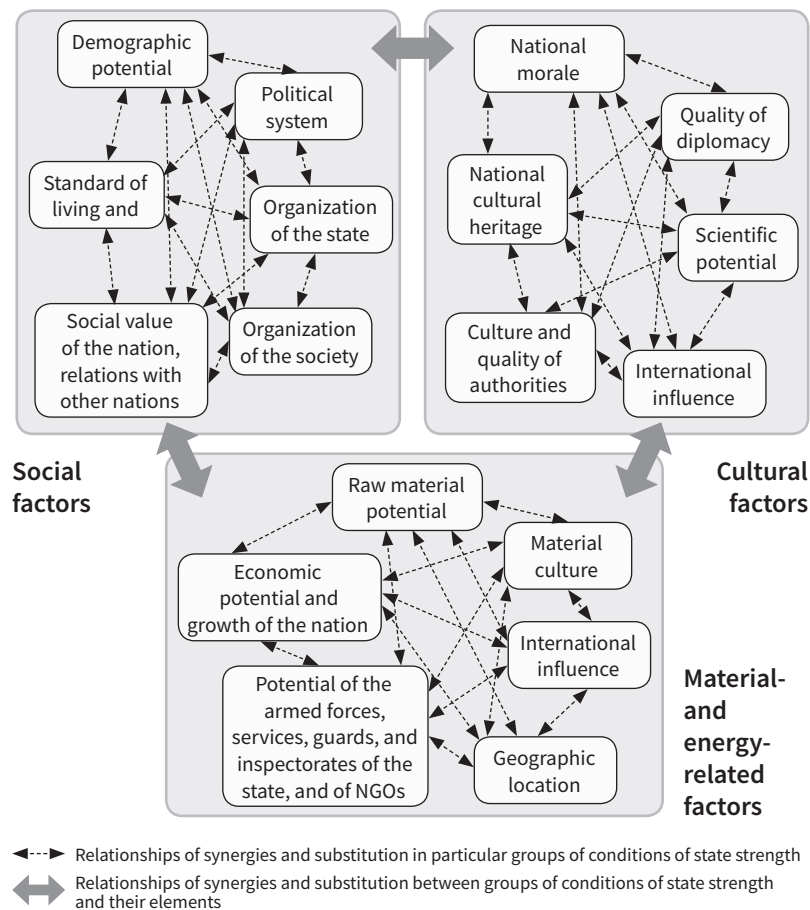 Demographic
potential
Political
system
Standard of
living and
Organization
of the state
Social value
of the nation,
relations with
other nations
Organization
of the society
National
morale
Quality of
diplomacy
National
cultural
heritage
Scientific
potential
Culture and
quality of
authorities
International
influence
Social
factors
Cultural
factors
Raw material
potential
Material
culture
Economic
potential and
growth of the nation
International
influence
Potential of the
armed forces,
services, guards, and
inspectorates of the
state, and of NGOs
Geographic
location
Material-
and
energy-
related
factors
Relationships of synergies and substitution in particular groups of conditions of state strength
Relationships of synergies and substitution between groups of conditions of state strength
and their elements